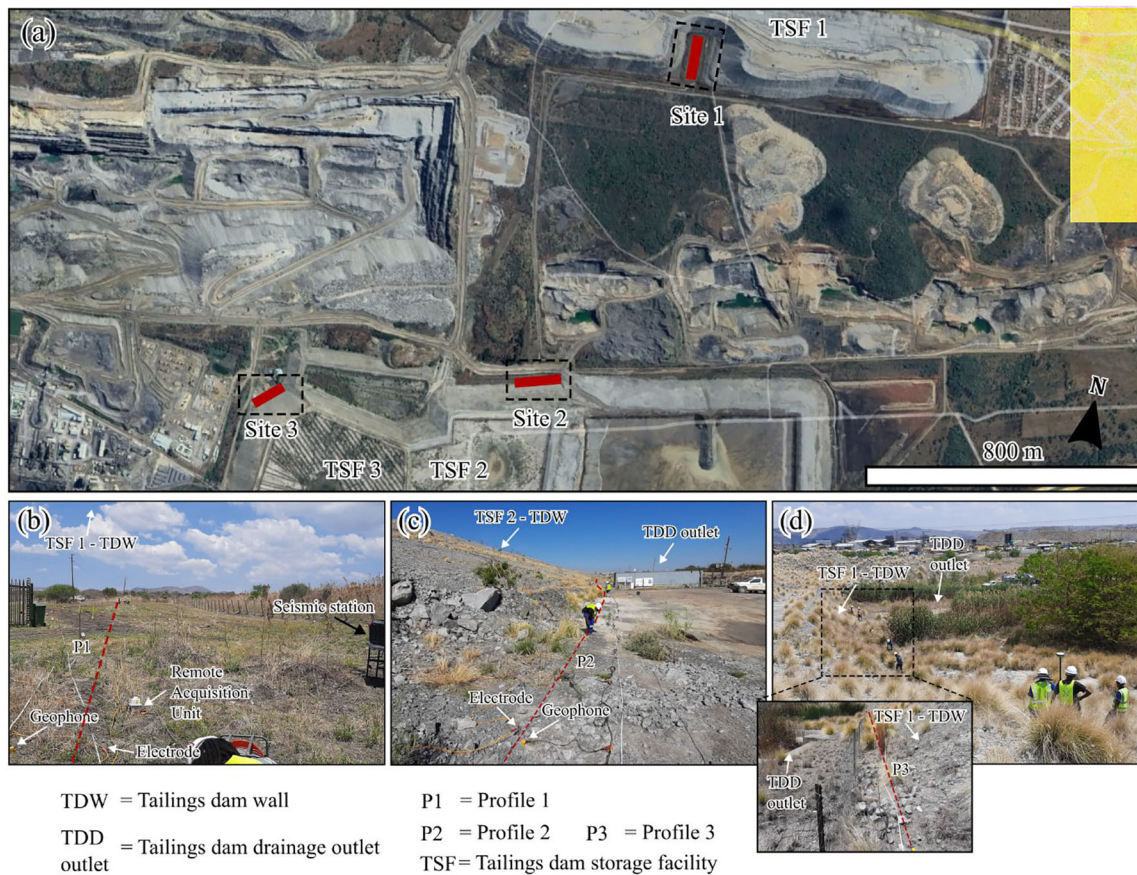 (a)
TSF 1
Site 1
Site 2
Site 3
TSF 3
TSF 2
N
800 m
(b)
TSF 1 - TDW
Seismic station
P1
Remote
Acquisition
Unit
Geophone
Electrode
(c)
TSF 2 - TDW
TDD outlet
P2
Electrode
Geophone
(d)
TDD
outlet
TSF 1 - TDW
TSF 1 - TDW
P3
TDD
outlet
TDW = Tailings dam wall
TDD
outlet = Tailings dam drainage outlet
P1 = Profile 1
P2 = Profile 2 P3 = Profile 3
TSF= Tailings dam storage facility